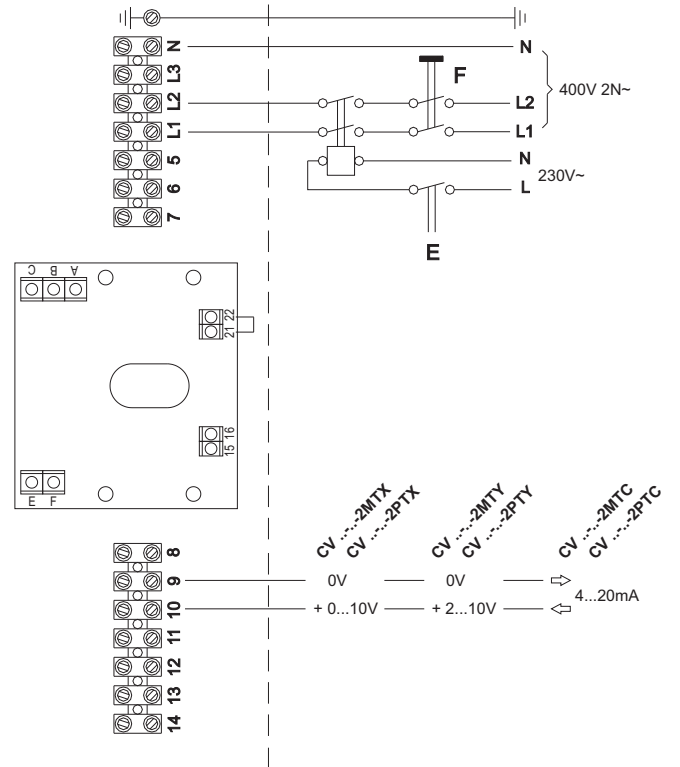 N
L3
L2
L1
5
6
7
F
N
L2
L1
400V 2N~
N
L
230V~
E
C B A
22
21
16
15
E F
CV ..-..-2MTX
CV ..-..-2PTX
CV ..-..-2MTY
CV ..-..-2PTY
CV ..-..-2MTC
CV ..-..-2PTC
8
9
10
11
12
13
14
0V
0V
+ 0...10V
+ 2...10V
4...20mA